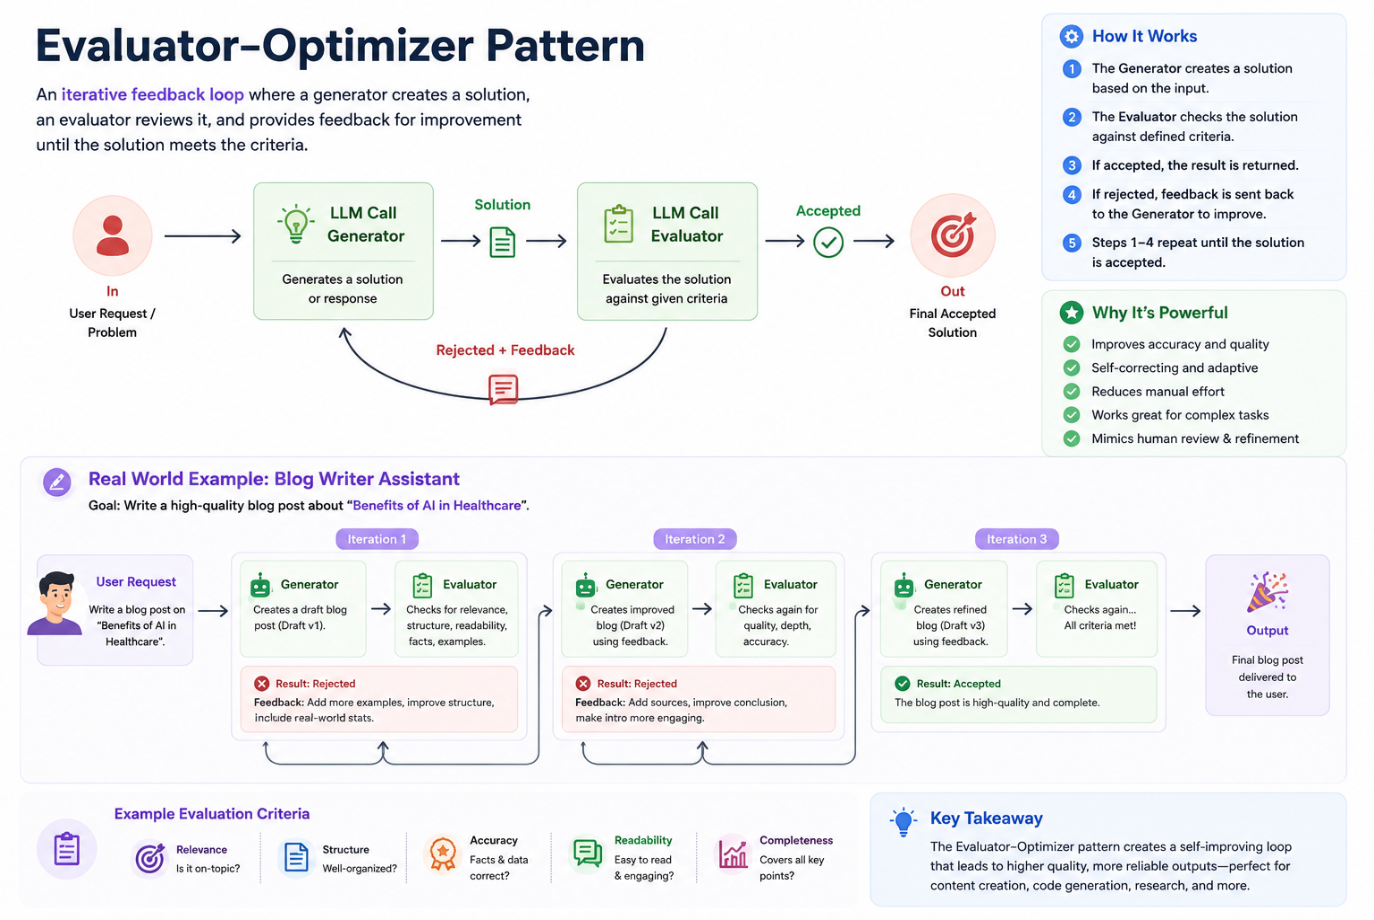 Evaluator–Optimizer Pattern
An iterative feedback loop where a generator creates a solution,
an evaluator reviews it, and provides feedback for improvement
until the solution meets the criteria.
In
User Request /
Problem
LLM Call
Generator
Generates a solution
or response
Solution
LLM Call
Evaluator
Evaluates the solution
against given criteria
Accepted
Out
Final Accepted
Solution
Rejected + Feedback
How It Works
1 The Generator creates a solution
based on the input.
2 The Evaluator checks the solution
against defined criteria.
3 If accepted, the result is returned.
4 If rejected, feedback is sent back
to the Generator to improve.
5 Steps 1–4 repeat until the solution
is accepted.
Why It's Powerful
Improves accuracy and quality
Self-correcting and adaptive
Reduces manual effort
Works great for complex tasks
Mimics human review & refinement
Real World Example: Blog Writer Assistant
Goal: Write a high-quality blog post about “Benefits of AI in Healthcare”.
User Request
Write a blog post on
“Benefits of AI in
Healthcare”.
Iteration 1
Generator
Creates a draft blog
post (Draft v1).
Evaluator
Checks for relevance,
structure, readability,
facts, examples.
Result: Rejected
Feedback: Add more examples, improve structure,
include real-world stats.
Iteration 2
Generator
Creates improved
blog (Draft v2)
using feedback.
Evaluator
Checks again for
quality, depth,
accuracy.
Result: Rejected
Feedback: Add sources, improve conclusion,
make intro more engaging.
Iteration 3
Generator
Creates refined
blog (Draft v3)
using feedback.
Evaluator
Checks again...
All criteria met!
Result: Accepted
The blog post is high-quality and complete.
Output
Final blog post
delivered to
the user.
Example Evaluation Criteria
Relevance
Is it on-topic?
Structure
Well-organized?
Accuracy
Facts & data
correct?
Readability
Easy to read
& engaging?
Completeness
Covers all key
points?
Key Takeaway
The Evaluator–Optimizer pattern creates a self-improving loop
that leads to higher quality, more reliable outputs—perfect for
content creation, code generation, research, and more.